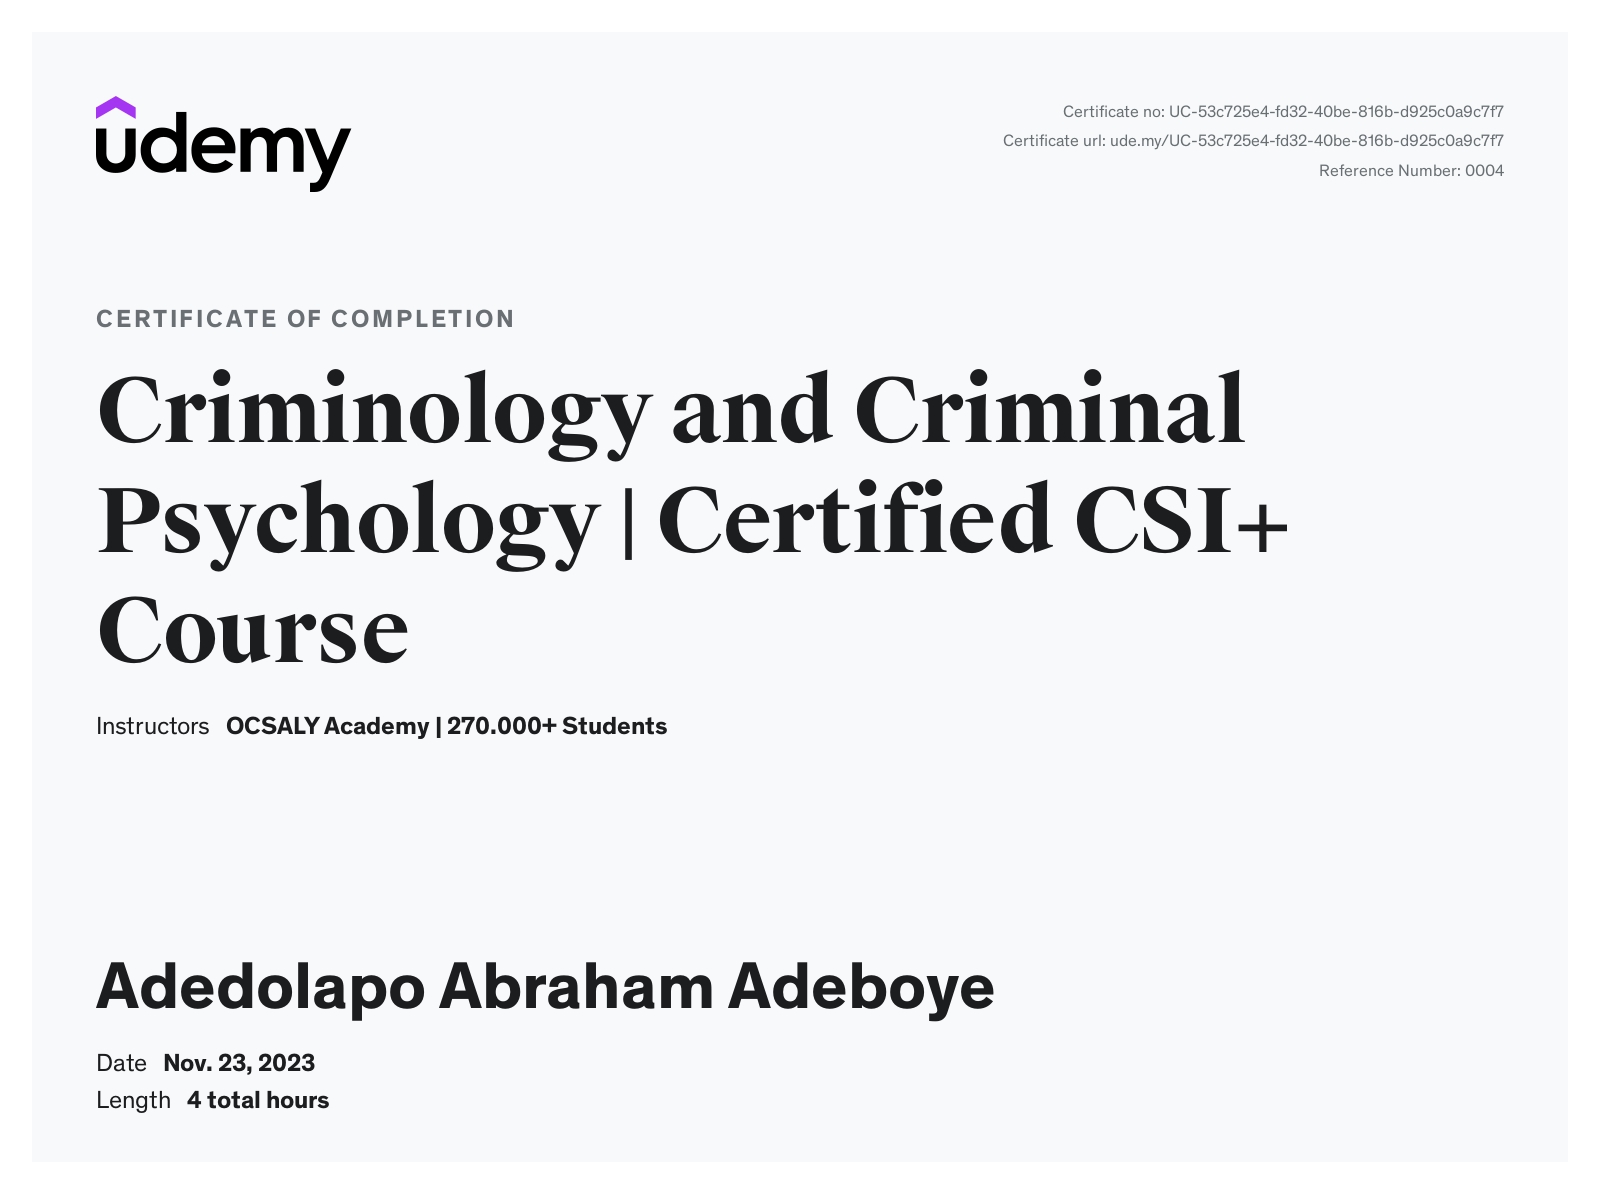 udemy
Certificate no: UC-53c725e4-fd32-40be-816b-d925c0a9c7f7
Certificate url: ude.my/UC-53c725e4-fd32-40be-816b-d925c0a9c7f7
Reference Number: 0004
CERTIFICATE OF COMPLETION
Criminology and Criminal
Psychology | Certified CSI+
Course
Instructors OCSALY Academy | 270.000+ Students
Adedolapo Abraham Adeboye
Date Nov. 23, 2023
Length 4 total hours